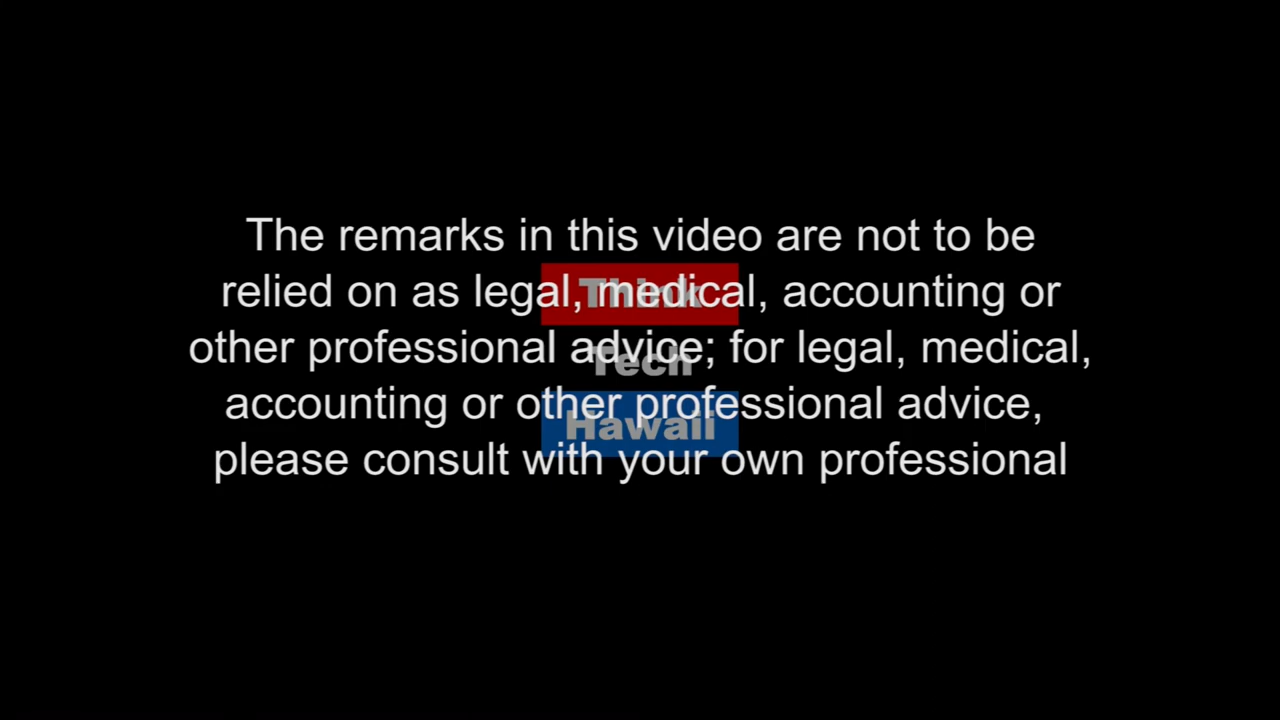 The remarks in this video are not to be
relied on as legal, medical, accounting or
other professional advice; for legal, medical,
accounting or other professional advice,
please consult with your own professional
Think
Tech
Hawaii